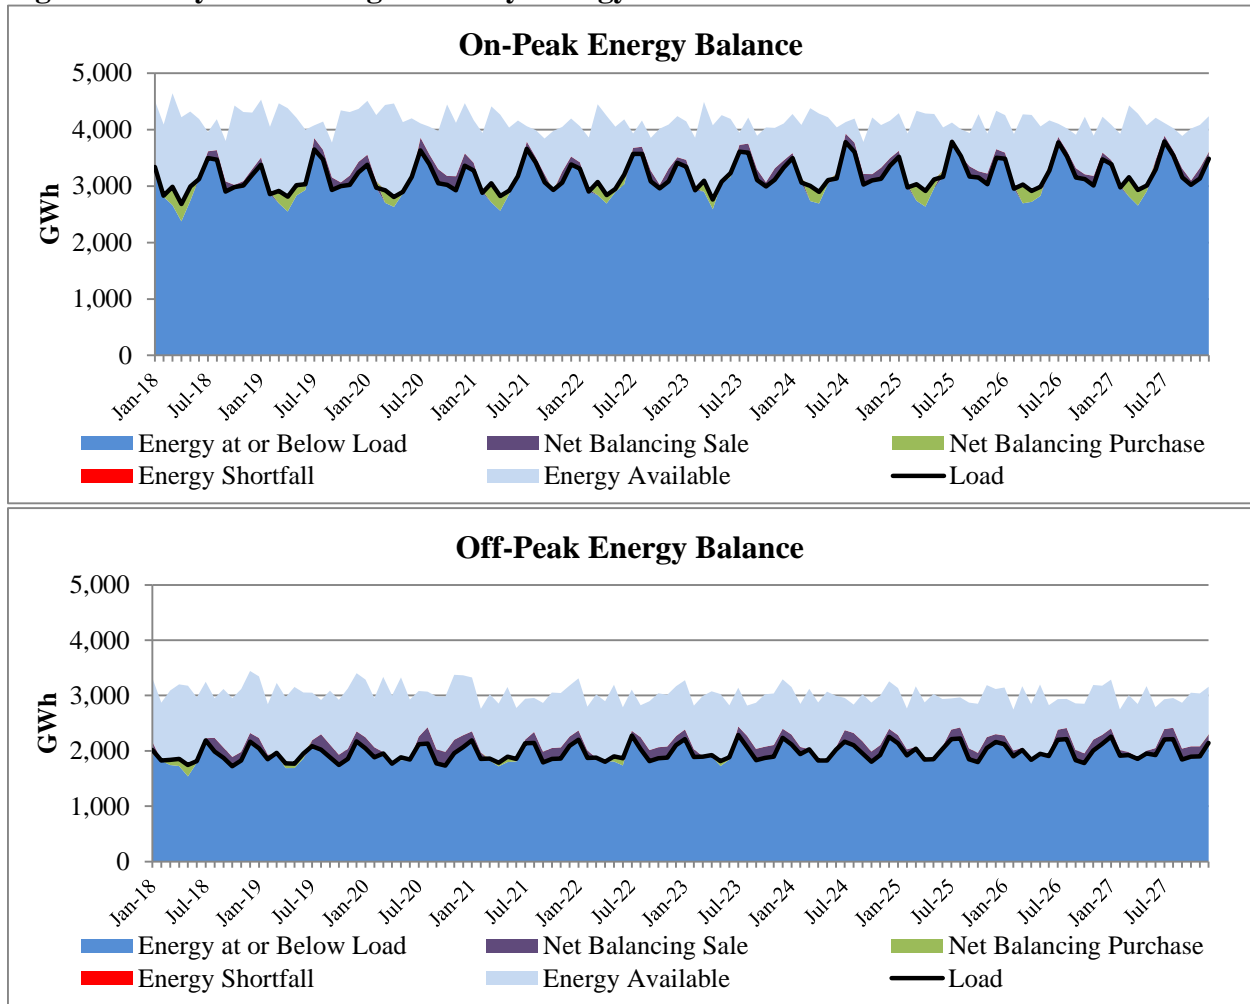 On-Peak Energy Balance
5,000
4,000
3,000
2,000
1,000
0
GWh
Jan-18 Jul-18 Jan-19 Jul-19 Jan-20 Jul-20 Jan-21 Jul-21 Jan-22 Jul-22 Jan-23 Jul-23 Jan-24 Jul-24 Jan-25 Jul-25 Jan-26 Jul-26 Jan-27 Jul-27
Energy at or Below Load Net Balancing Sale Net Balancing Purchase
Energy Shortfall Energy Available Load
Off-Peak Energy Balance
5,000
4,000
3,000
2,000
1,000
0
GWh
Jan-18 Jul-18 Jan-19 Jul-19 Jan-20 Jul-20 Jan-21 Jul-21 Jan-22 Jul-22 Jan-23 Jul-23 Jan-24 Jul-24 Jan-25 Jul-25 Jan-26 Jul-26 Jan-27 Jul-27
Energy at or Below Load Net Balancing Sale Net Balancing Purchase
Energy Shortfall Energy Available Load